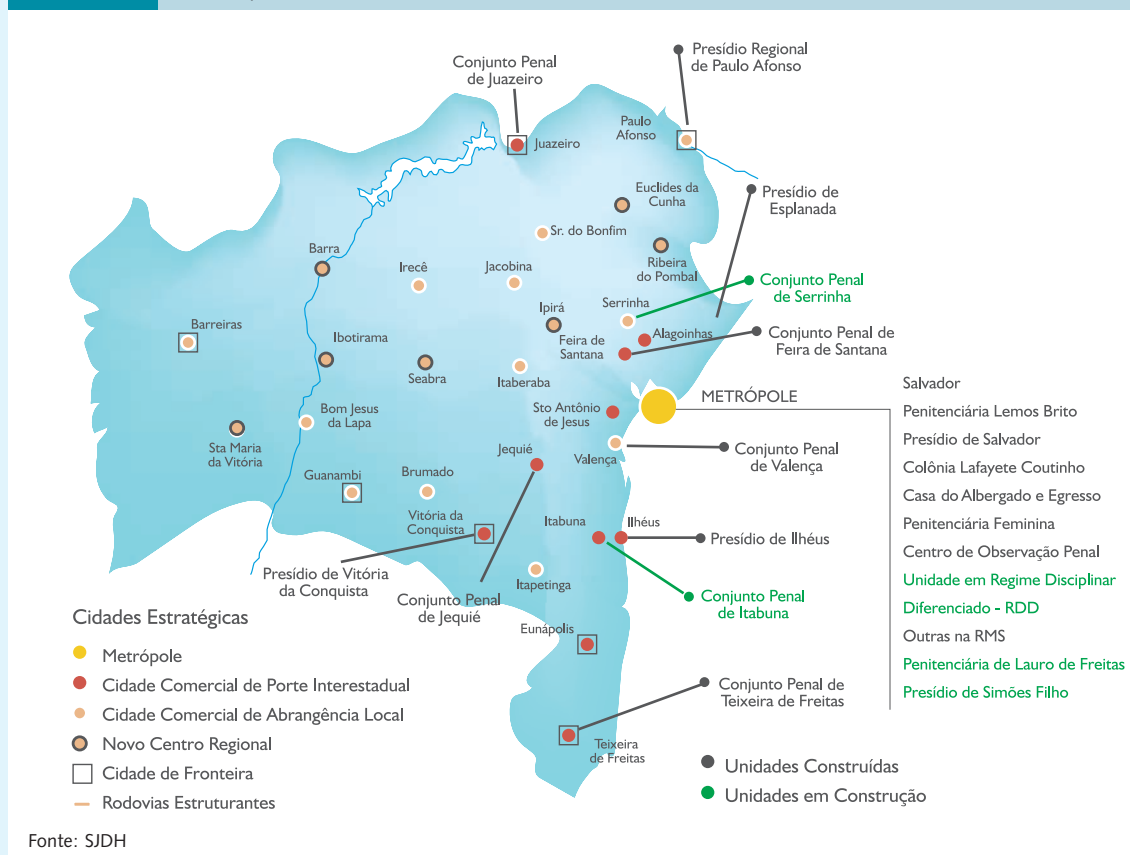 Conjunto Penal
de Juazeiro
Presídio Regional
de Paulo Afonso
Paulo
Afonso
Juazeiro
Presídio de
Esplanada
Euclides da
Cunha
Sr. do Bonfim
Ribeira
do Pombal
Barra
Irecê
Jacobina
Conjunto Penal
de Serrinha
Serrinha
Ipirá
Barreiras
Ibotirama
Feira de
Santana
Alagoinhas
Conjunto Penal de
Feira de Santana
Seabra
Itaberaba
METRÓPOLE
Sto Antônio
de Jesus
Bom Jesus
da Lapa
Sta Maria
da Vitória
Jequié
Valença
Conjunto Penal
de Valença
Guanambi
Brumado
Vitória da
Conquista
Itabuna
Ilhéus
Presídio de Ilhéus
Presídio de Vitória
da Conquista
Itapetinga
Conjunto Penal
de Jequié
Conjunto Penal
de Itabuna
Eunápolis
Conjunto Penal de
Teixeira de Freitas
Teixeira
de Freitas
Salvador
Penitenciária Lemos Brito
Presídio de Salvador
Colônia Lafayete Coutinho
Casa do Albergado e Egresso
Penitenciária Feminina
Centro de Observação Penal
Unidade em Regime Disciplinar
Diferenciado - RDD
Outras na RMS
Penitenciária de Lauro de Freitas
Presídio de Simões Filho
Cidades Estratégicas
Metrópole
Cidade Comercial de Porte Interestadual
Cidade Comercial de Abrangência Local
Novo Centro Regional
Cidade de Fronteira
Rodovias Estruturantes
Unidades Construídas
Unidades em Construção
Fonte: SJDH